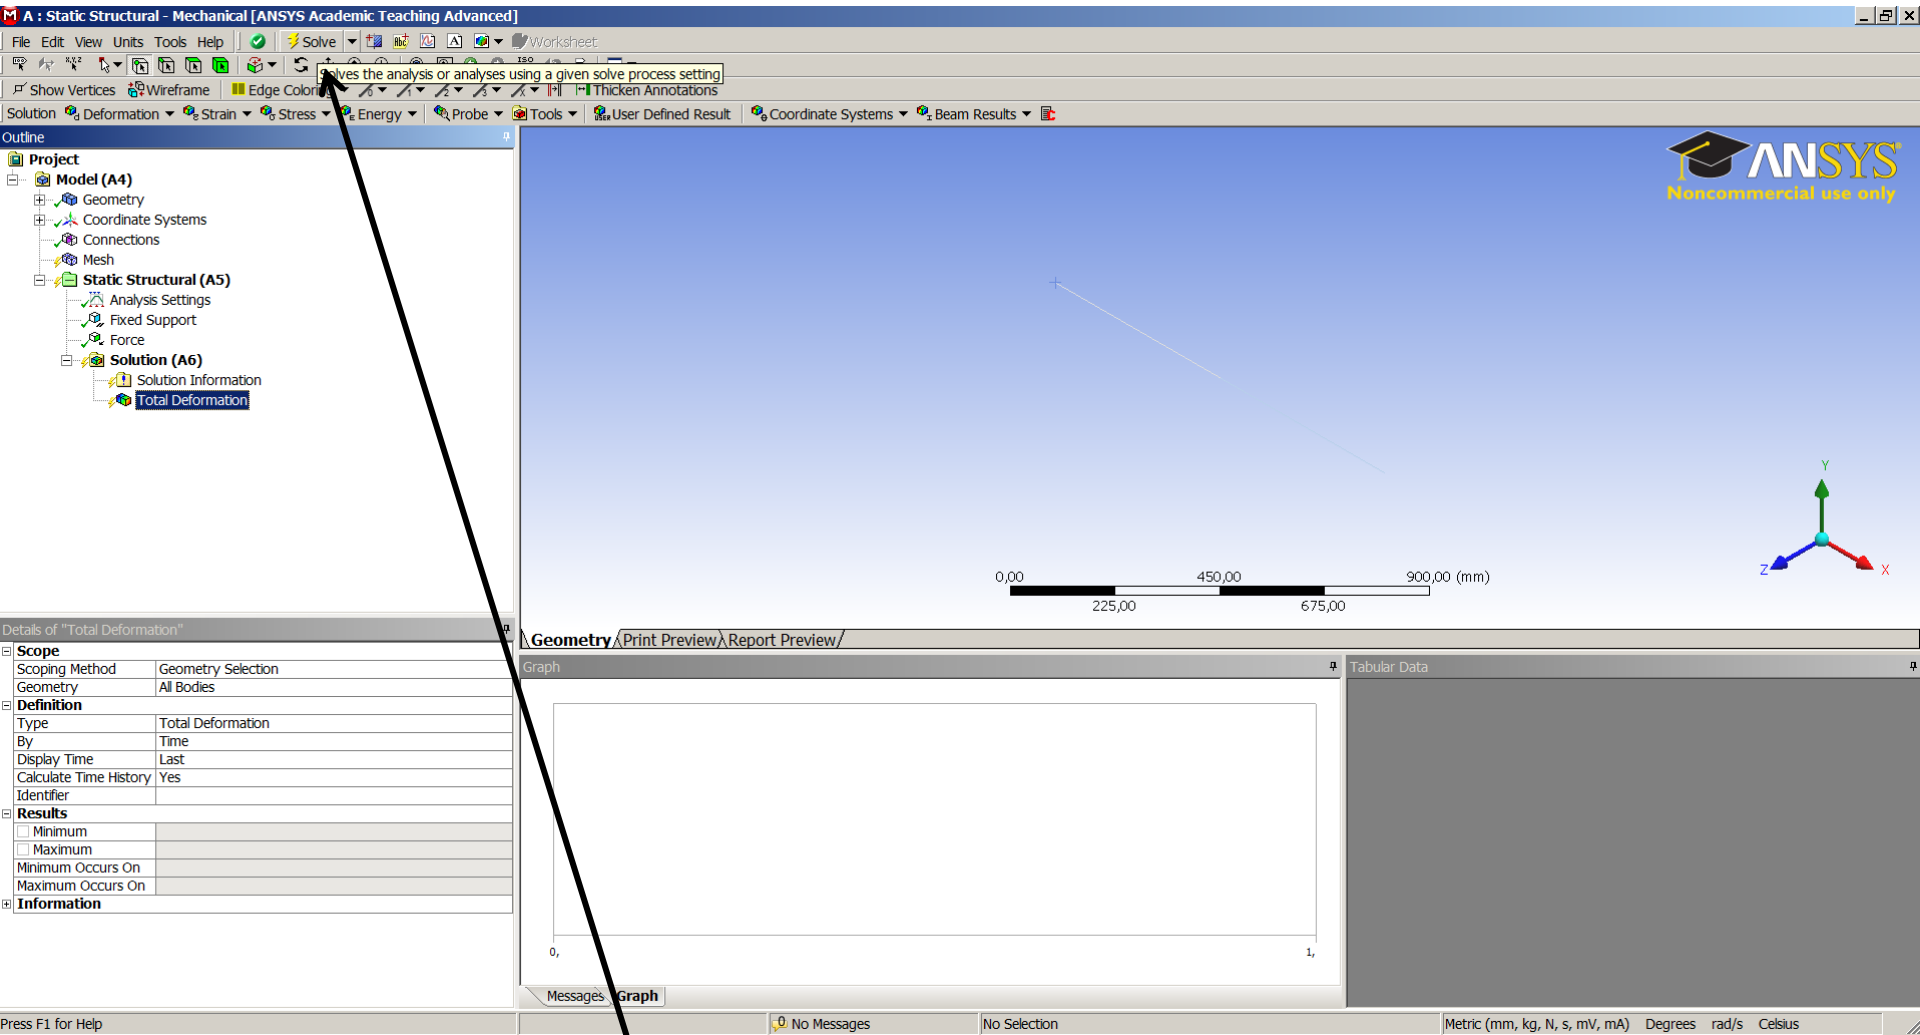 A : Static Structural - Mechanical [ANSYS Academic Teaching Advanced]
File Edit View Units Tools Help Solve Worksheet
Solves the analysis or analyses using a given solve process setting
Show Vertices Wireframe Edge Coloring Thicken Annotations
Solution Deformation Strain Stress Energy Probe Tools User Defined Result Coordinate Systems Beam Results
Outline
Project
Model (A4)
Geometry
Coordinate Systems
Connections
Mesh
Static Structural (A5)
Analysis Settings
Fixed Support
Force
Solution (A6)
Solution Information
Total Deformation
ANSYS
Noncommercial use only
Y
Z
X
0,00 450,00 900,00 (mm)
225,00 675,00
Geometry Print Preview Report Preview
Details of "Total Deformation"
Scope
Scoping Method Geometry Selection
Geometry All Bodies
Definition
Type Total Deformation
By Time
Display Time Last
Calculate Time History Yes
Identifier
Results
Minimum
Maximum
Minimum Occurs On
Maximum Occurs On
Information
Graph
0, 1,
Messages Graph
Tabular Data
Press F1 for Help 0 No Messages No Selection Metric (mm, kg, N, s, mV, mA) Degrees rad/s Celsius